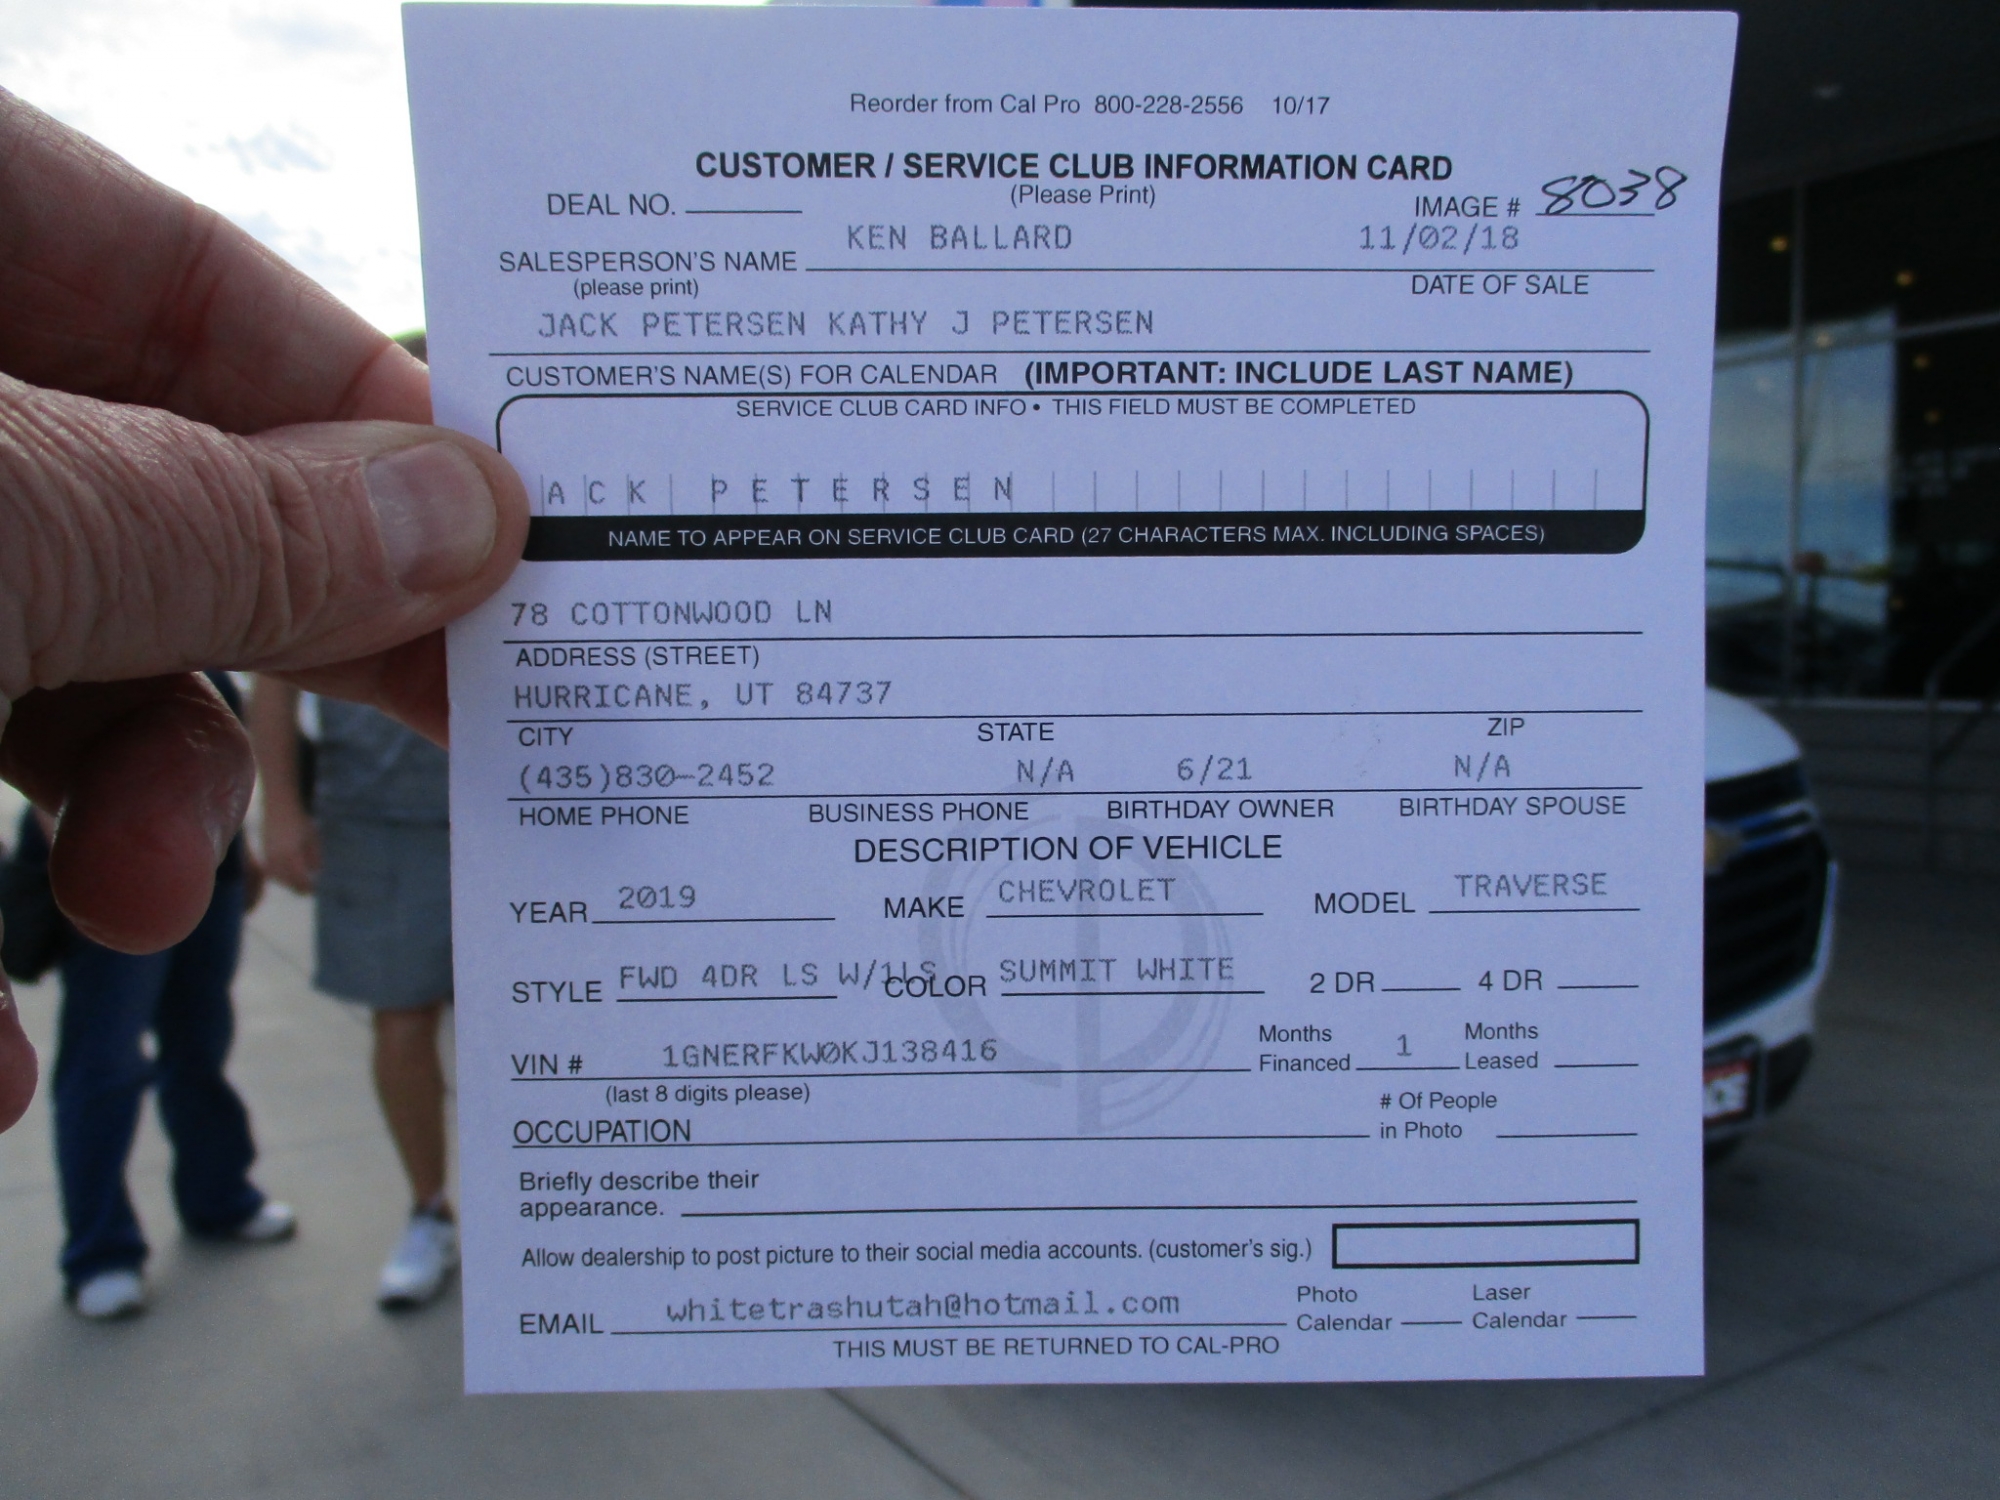 Reorder from Cal Pro 800-228-2556 10/17
CUSTOMER / SERVICE CLUB INFORMATION CARD
(Please Print)
DEAL NO. IMAGE # 8038
KEN BALLARD 11/02/18
SALESPERSON'S NAME
(please print) DATE OF SALE
JACK PETERSEN KATHY J PETERSEN
CUSTOMER'S NAME(S) FOR CALENDAR (IMPORTANT: INCLUDE LAST NAME)
SERVICE CLUB CARD INFO • THIS FIELD MUST BE COMPLETED
ACK PETERSEN
NAME TO APPEAR ON SERVICE CLUB CARD (27 CHARACTERS MAX. INCLUDING SPACES)
78 COTTONWOOD LN
ADDRESS (STREET)
HURRICANE, UT 84737
CITY STATE ZIP
(435)830-2452 N/A 6/21 N/A
HOME PHONE BUSINESS PHONE BIRTHDAY OWNER BIRTHDAY SPOUSE
DESCRIPTION OF VEHICLE
YEAR 2019 MAKE CHEVROLET MODEL TRAVERSE
STYLE FWD 4DR LS W/1LS COLOR SUMMIT WHITE 2 DR 4 DR
VIN # 1GNERFKW0KJ138416 Months Financed 1 Months Leased
(last 8 digits please)
OCCUPATION # Of People in Photo
Briefly describe their
appearance.
Allow dealership to post picture to their social media accounts. (customer's sig.)
EMAIL whitetrashutah@hotmail.com Photo Calendar Laser Calendar
THIS MUST BE RETURNED TO CAL-PRO